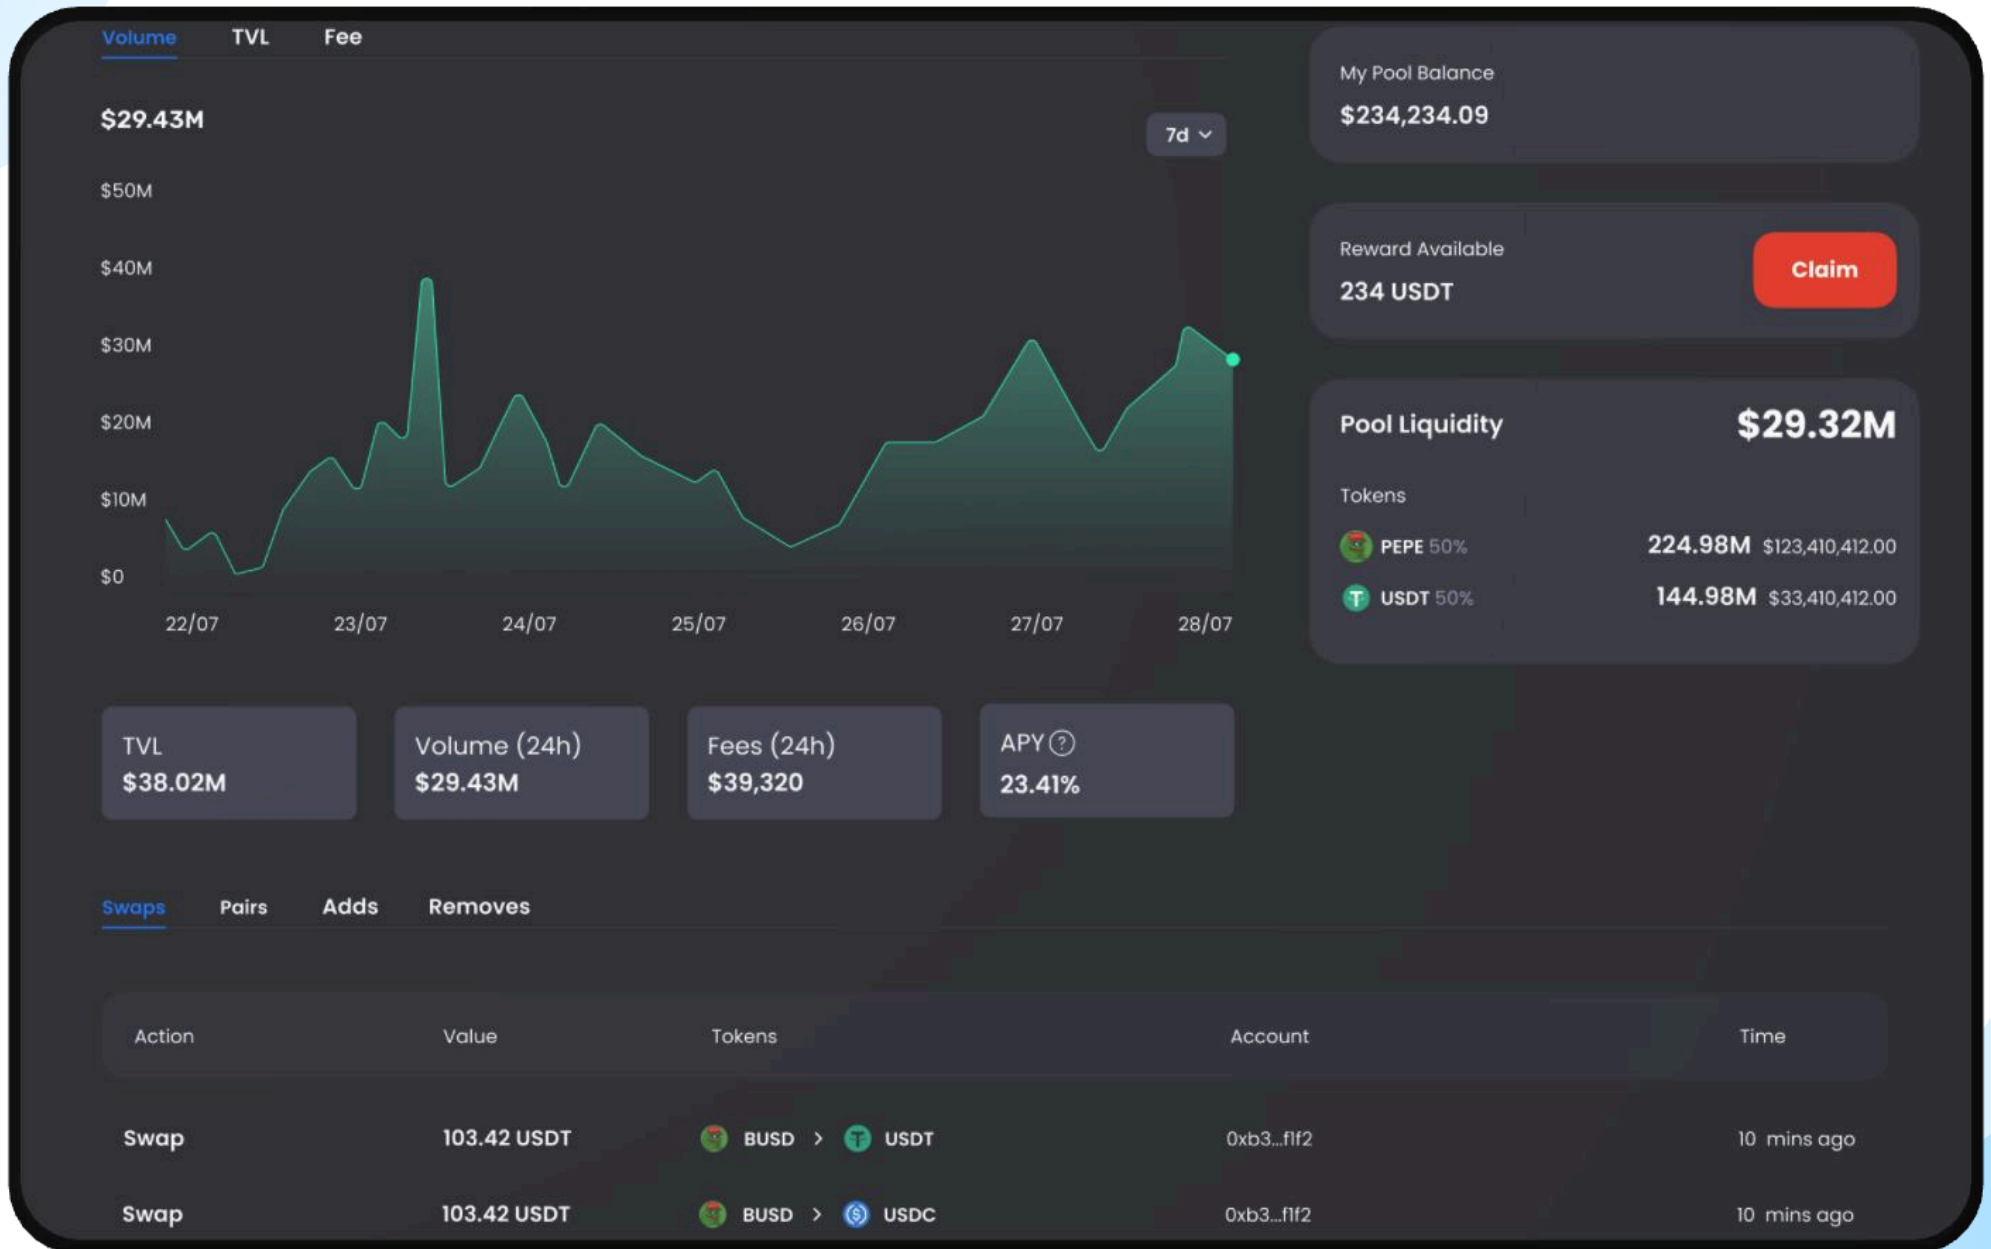 Volume TVL Fee
$29.43M
7d
$50M
$40M
$30M
$20M
$10M
$0
22/07 23/07 24/07 25/07 26/07 27/07 28/07
My Pool Balance
$234,234.09
Reward Available
234 USDT
Claim
Pool Liquidity $29.32M
Tokens
PEPE 50% 224.98M $123,410,412.00
USDT 50% 144.98M $33,410,412.00
TVL
$38.02M
Volume (24h)
$29.43M
Fees (24h)
$39,320
APY ?
23.41%
Swaps Pairs Adds Removes
Action Value Tokens Account Time
Swap 103.42 USDT BUSD > USDT 0xb3...f1f2 10 mins ago
Swap 103.42 USDT BUSD > USDC 0xb3...f1f2 10 mins ago